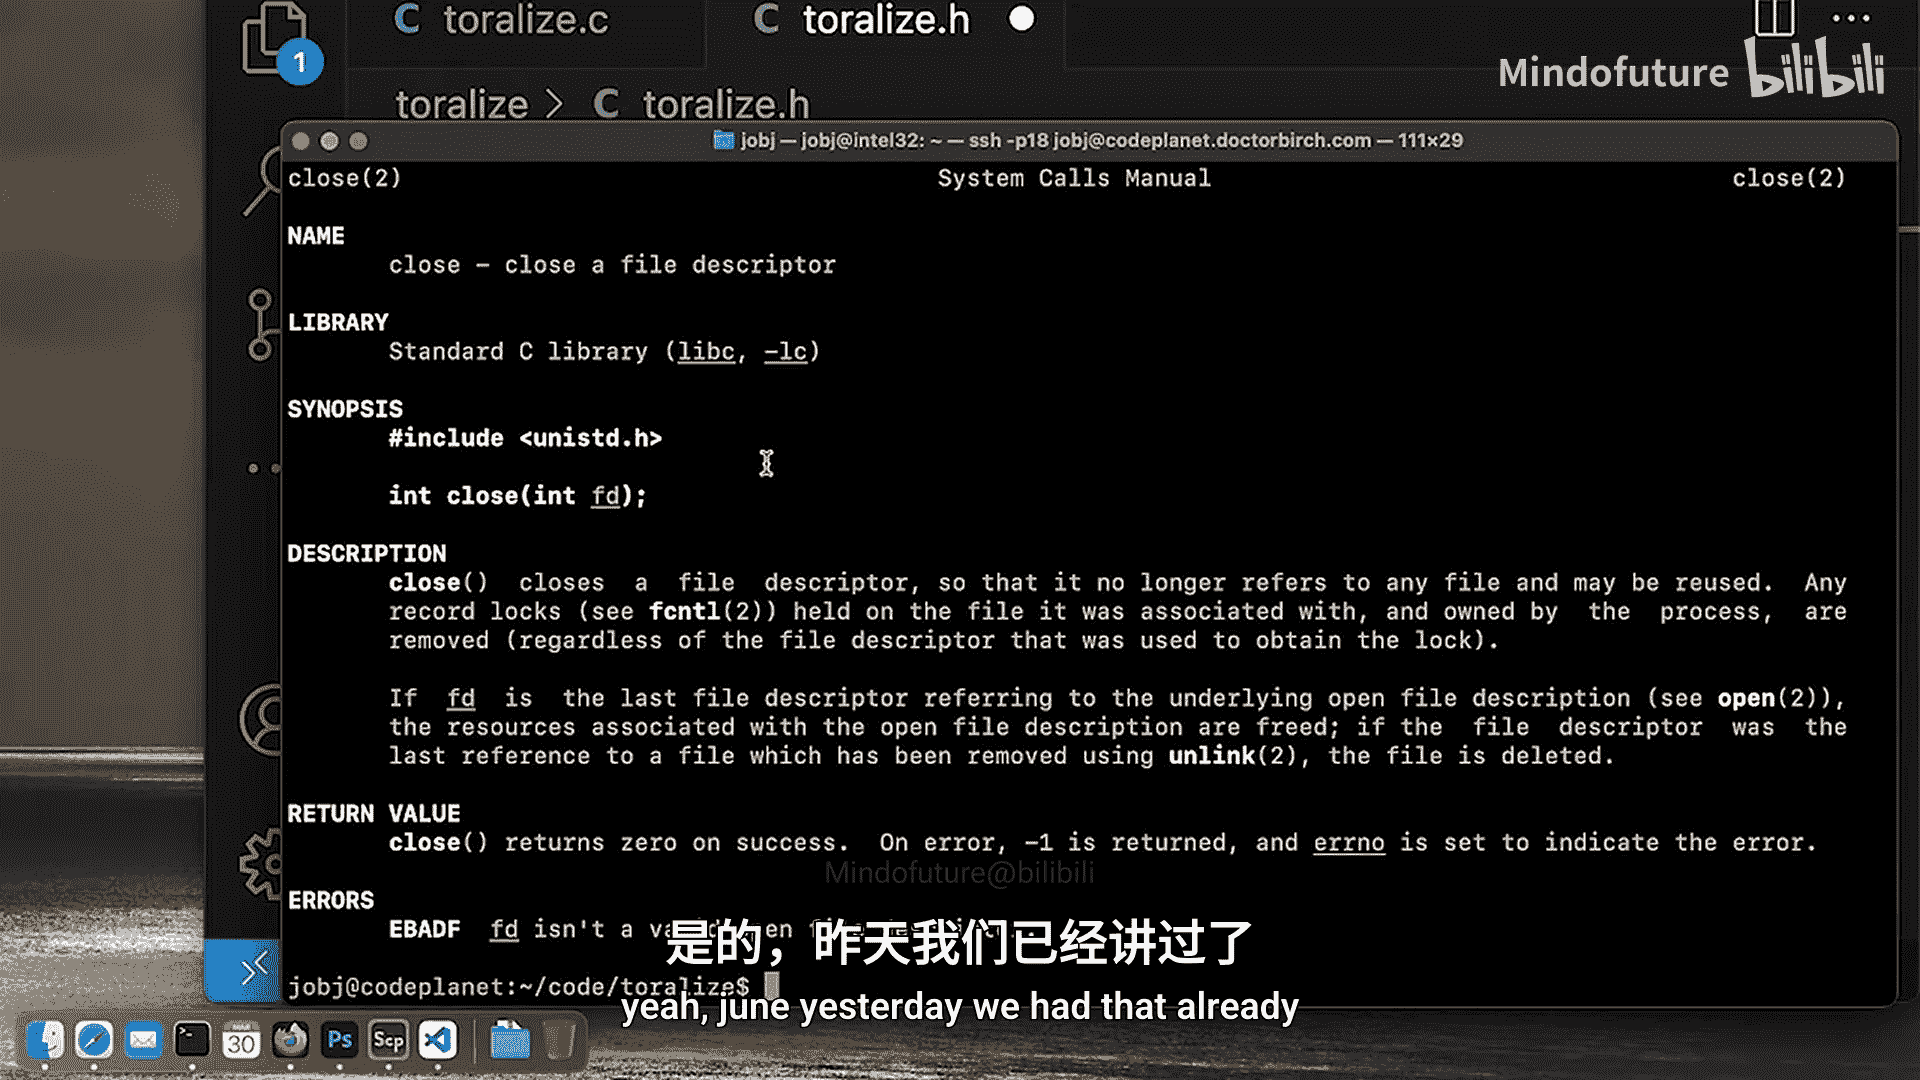 toralize.c
toralize.h
Mindofuture bilibili
1
toralize > C toralize.h
jobj — jobj@intel32: ~ — ssh -p18 jobj@codeplanet.doctorbirch.com — 111×29
close(2) System Calls Manual close(2)
NAME
close – close a file descriptor
LIBRARY
Standard C library (libc, -lc)
SYNOPSIS
#include <unistd.h>
int close(int fd);
DESCRIPTION
close() closes a file descriptor, so that it no longer refers to any file and may be reused. Any
record locks (see fcntl(2)) held on the file it was associated with, and owned by the process, are
removed (regardless of the file descriptor that was used to obtain the lock).
If fd is the last file descriptor referring to the underlying open file description (see open(2)),
the resources associated with the open file description are freed; if the file descriptor was the
last reference to a file which has been removed using unlink(2), the file is deleted.
RETURN VALUE
close() returns zero on success. On error, -1 is returned, and errno is set to indicate the error.
Mindofuture@bilibili
ERRORS
EBADF fd isn't a
是的，昨天我们已经讲过了
jobj@codeplanet:~/code/toralize$
yeah, june yesterday we had that already
30
Ps
Scp